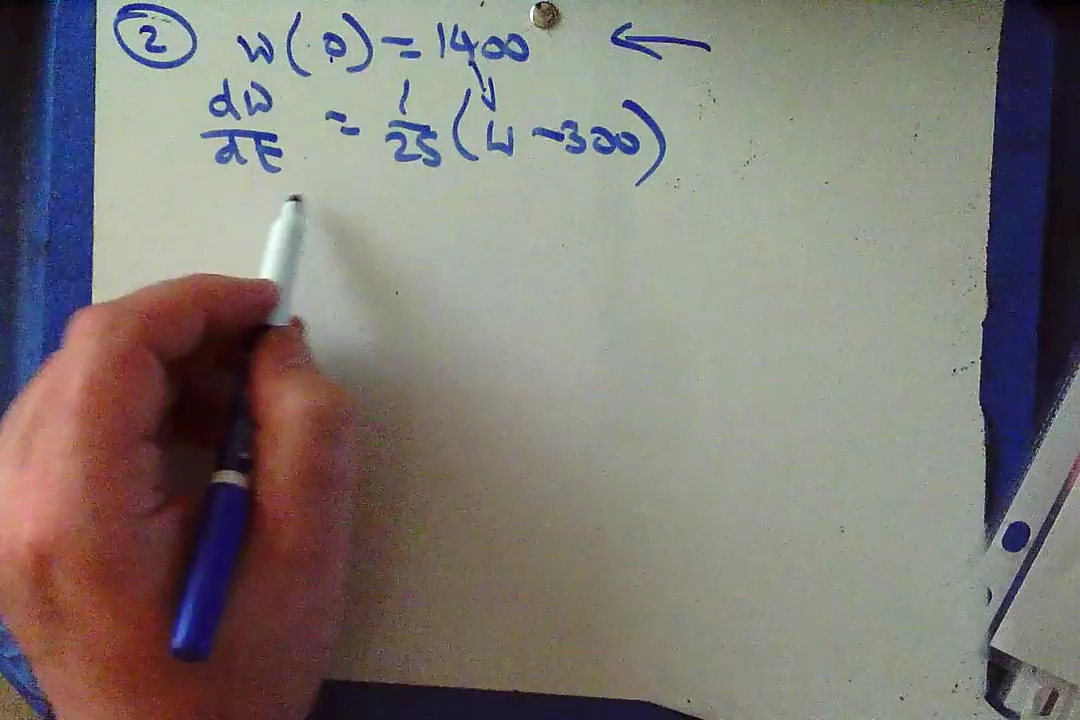 ② W(0) = 1400 ←
dW/dt = 1/25 (W - 300)